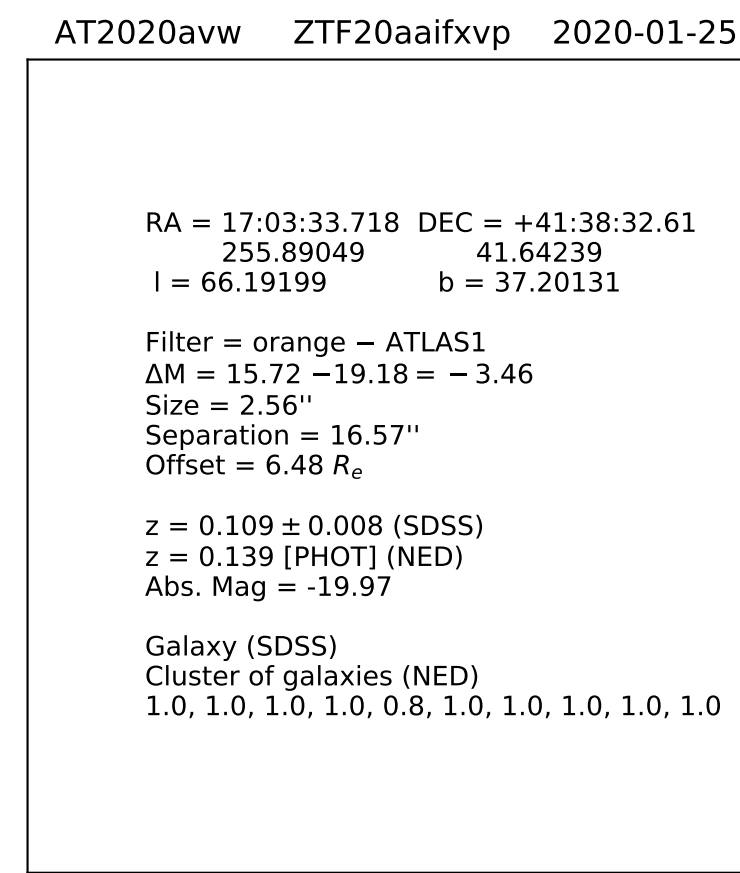 AT2020avw ZTF20aaifxvp 2020-01-25
RA = 17:03:33.718 DEC = +41:38:32.61
255.89049 41.64239
l = 66.19199 b = 37.20131
Filter = orange − ATLAS1
ΔM = 15.72 −19.18 = − 3.46
Size = 2.56''
Separation = 16.57''
Offset = 6.48 Rₑ
z = 0.109 ± 0.008 (SDSS)
z = 0.139 [PHOT] (NED)
Abs. Mag = -19.97
Galaxy (SDSS)
Cluster of galaxies (NED)
1.0, 1.0, 1.0, 1.0, 0.8, 1.0, 1.0, 1.0, 1.0, 1.0